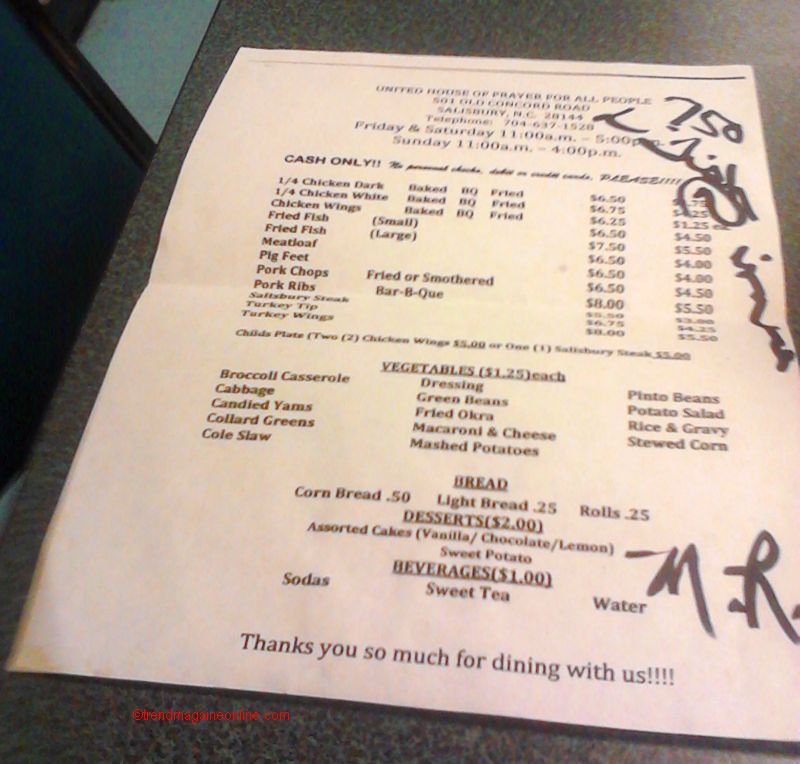 UNITED HOUSE OF PRAYER FOR ALL PEOPLE
501 OLD CONCORD ROAD
SALISBURY, N.C. 28144
Telephone: 704-637-1528
Friday & Saturday 11:00a.m. – 5:00p.m.
Sunday 11:00a.m. – 4:00p.m.
750
CASH ONLY!! No personal checks, debit or credit cards, PLEASE!!!!
1/4 Chicken Dark Baked BQ Fried $6.50
1/4 Chicken White Baked BQ Fried $6.75
Chicken Wings Baked BQ Fried $6.25 $1.25
Fried Fish (Small) $6.50 $4.50
Fried Fish (Large) $7.50 $5.50
Meatloaf $6.50 $4.00
Pig Feet $6.50 $4.00
Pork Chops Fried or Smothered $6.50 $4.50
Pork Ribs Bar-B-Que $8.00 $5.50
Salisbury Steak $5.50 $3.00
Turkey Tip $6.75 $4.25
Turkey Wings $8.00 $5.50
Childs Plate (Two (2) Chicken Wings $5.00 or One (1) Salisbury Steak $5.00
VEGETABLES ($1.25)each
Broccoli Casserole Dressing Pinto Beans
Cabbage Green Beans Potato Salad
Candied Yams Fried Okra Rice & Gravy
Collard Greens Macaroni & Cheese Stewed Corn
Cole Slaw Mashed Potatoes
BREAD
Corn Bread .50 Light Bread .25 Rolls .25
DESSERTS($2.00)
Assorted Cakes (Vanilla/ Chocolate/Lemon)
Sweet Potato
BEVERAGES($1.00)
Sodas Sweet Tea Water
Thanks you so much for dining with us!!!!
©trendmagaineonline.com